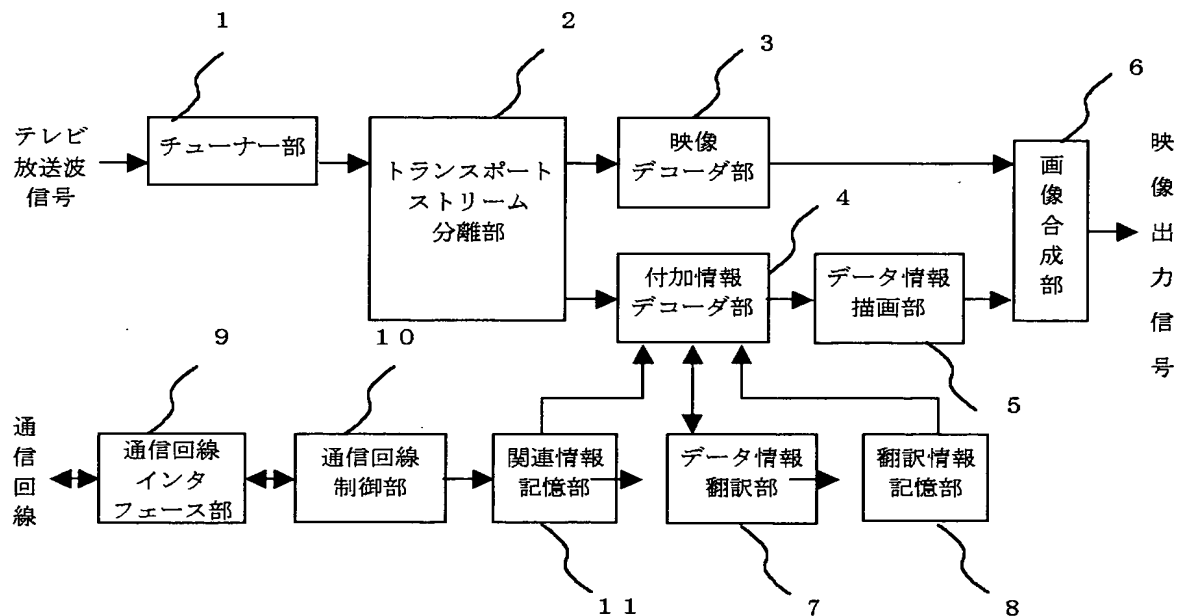 1
2
3
6
テレビ
放送波
信号
チューナー部
トランスポート
ストリーム
分離部
映像
デコーダ部
画像合成部
映像出力信号
4
付加情報
デコーダ部
データ情報
描画部
5
9
10
通信回線
通信回線
インタ
フェース部
通信回線
制御部
関連情報
記憶部
データ情報
翻訳部
翻訳情報
記憶部
11
7
8